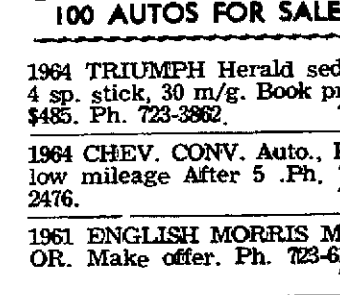 100 AUTOS FOR SALE
1964 TRIUMPH Herald sed
4 sp. stick, 30 m/g. Book pr
$485. Ph. 723-3862.
1964 CHEV. CONV. Auto.,
low mileage After 5 .Ph.
2476.
1961 ENGLISH MORRIS M
OR. Make offer. Ph. 723-6